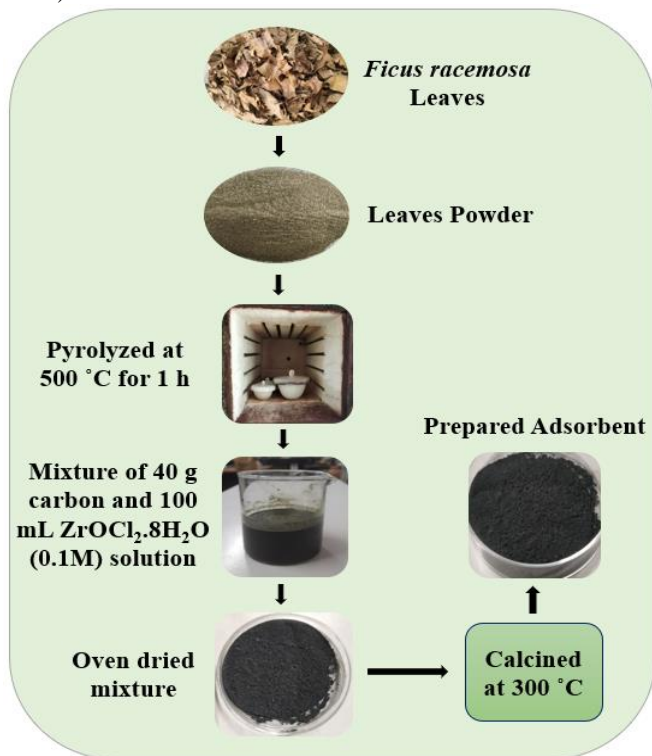 Ficus racemosa
Leaves
Leaves Powder
Pyrolyzed at
500 ˚C for 1 h
Mixture of 40 g
carbon and 100
mL ZrOCl₂.8H₂O
(0.1M) solution
Oven dried
mixture
Calcined
at 300 ˚C
Prepared Adsorbent